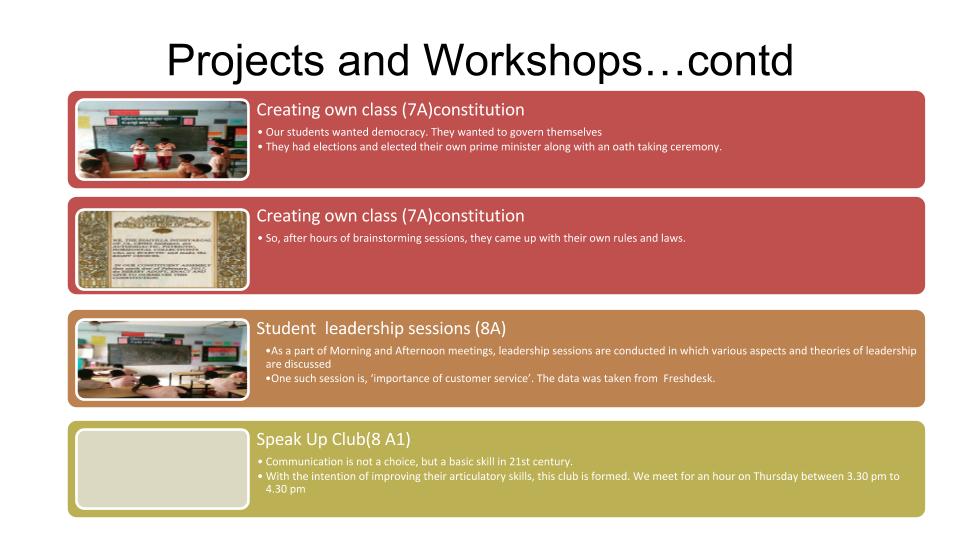 Projects and Workshops…contd
Creating own class (7A)constitution
• Our students wanted democracy. They wanted to govern themselves
• They had elections and elected their own prime minister along with an oath taking ceremony.
Creating own class (7A)constitution
• So, after hours of brainstorming sessions, they came up with their own rules and laws.
Student  leadership sessions (8A)
•As a part of Morning and Afternoon meetings, leadership sessions are conducted in which various aspects and theories of leadership
are discussed
•One such session is, ‘importance of customer service’. The data was taken from  Freshdesk.
Speak Up Club(8 A1)
• Communication is not a choice, but a basic skill in 21st century.
• With the intention of improving their articulatory skills, this club is formed. We meet for an hour on Thursday between 3.30 pm to
4.30 pm